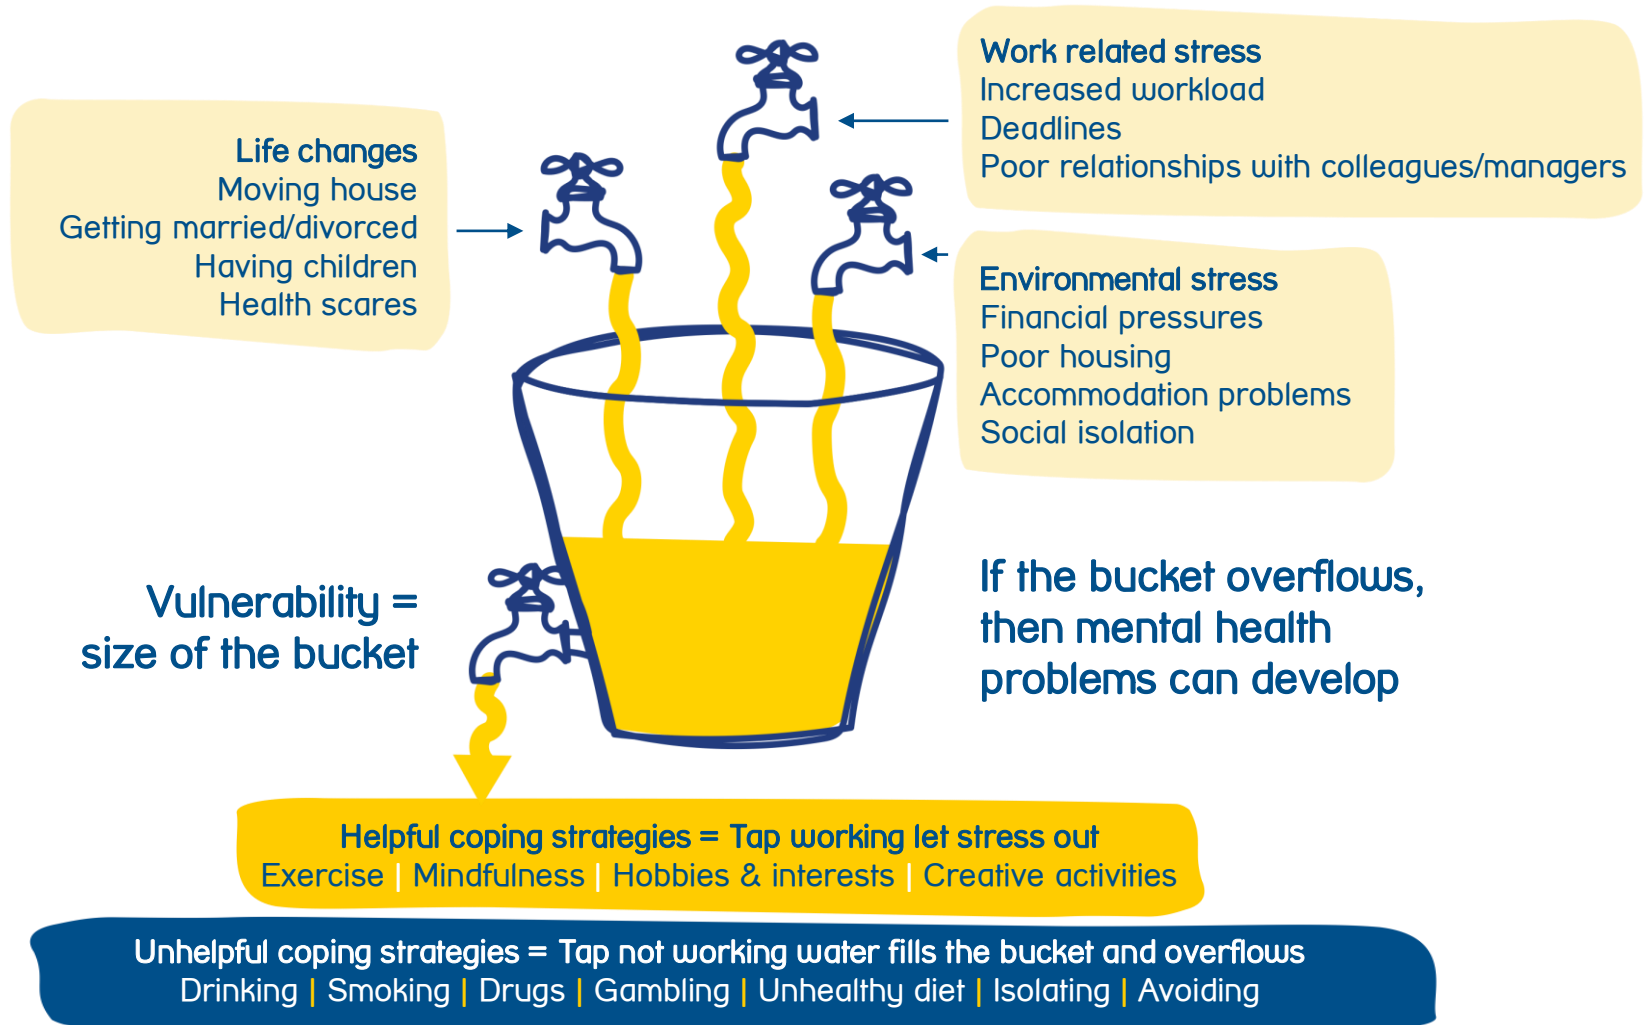 Work related stress
Increased workload
Deadlines
Poor relationships with colleagues/managers
Life changes
Moving house
Getting married/divorced
Having children
Health scares
Environmental stress
Financial pressures
Poor housing
Accommodation problems
Social isolation
Vulnerability =
size of the bucket
If the bucket overflows,
then mental health
problems can develop
Helpful coping strategies = Tap working let stress out
Exercise | Mindfulness | Hobbies & interests | Creative activities
Unhelpful coping strategies = Tap not working water fills the bucket and overflows
Drinking | Smoking | Drugs | Gambling | Unhealthy diet | Isolating | Avoiding